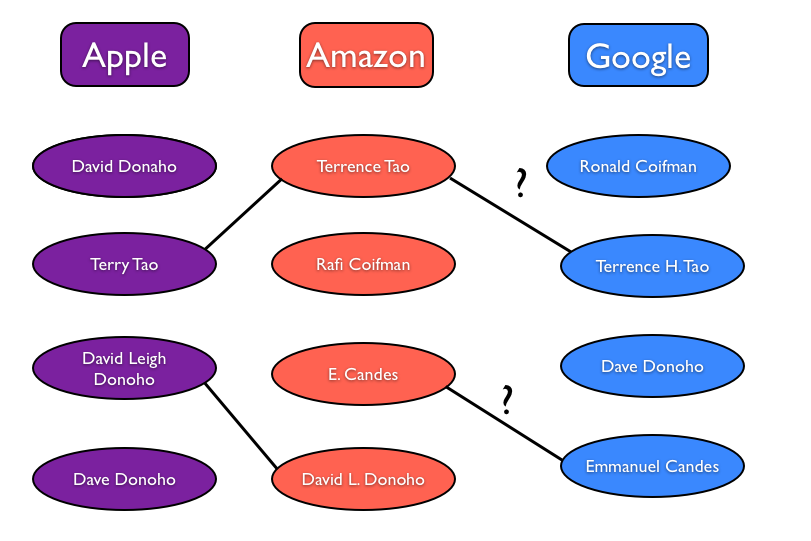 Apple
Amazon
Google
David Donaho
Terrence Tao
?
Ronald Coifman
Terry Tao
Rafi Coifman
Terrence H. Tao
David Leigh
Donoho
E. Candes
?
Dave Donoho
Dave Donoho
David L. Donoho
Emmanuel Candes